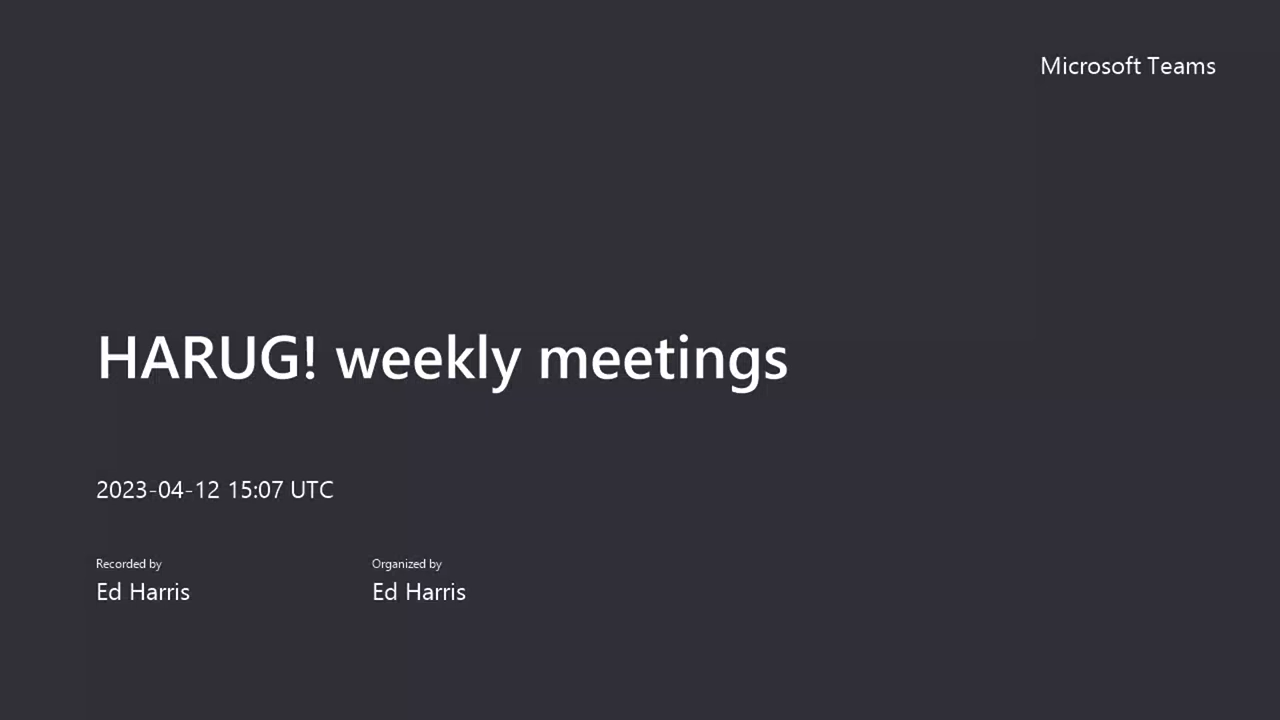 Microsoft Teams
HARUG! weekly meetings
2023-04-12 15:07 UTC
Recorded by
Ed Harris
Organized by
Ed Harris